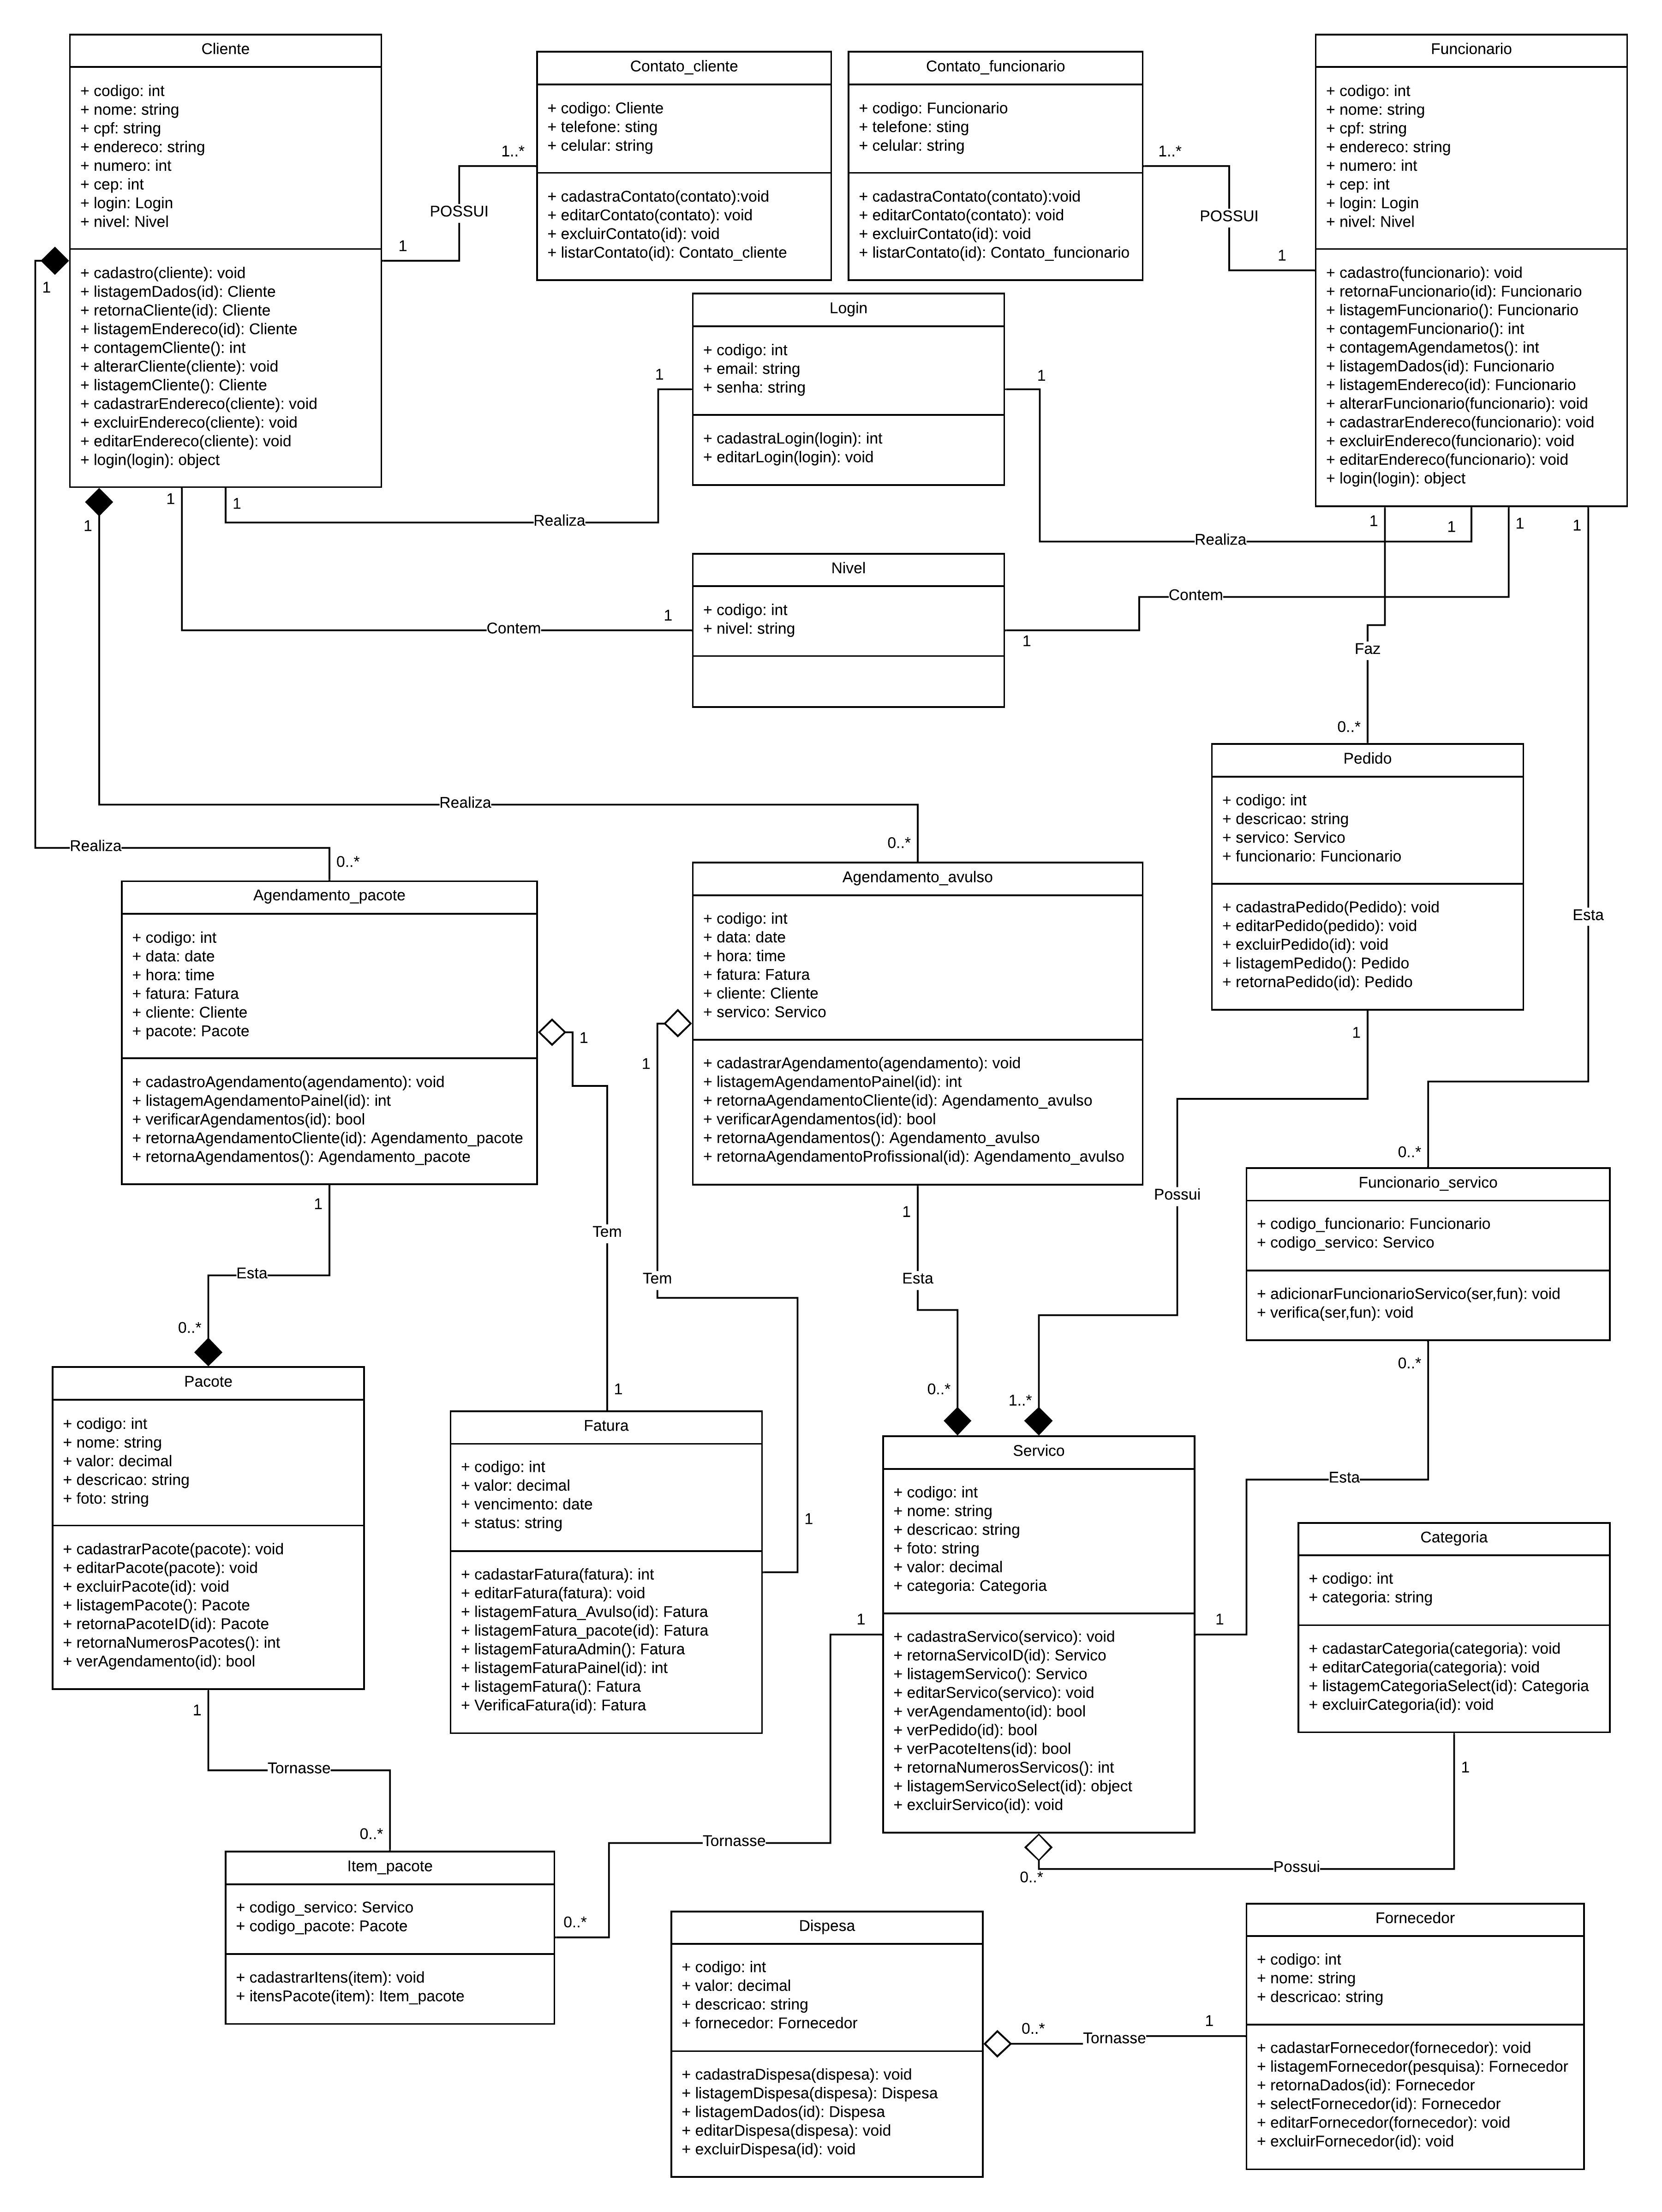 Cliente
+ codigo: int
+ nome: string
+ cpf: string
+ endereco: string
+ numero: int
+ cep: int
+ login: Login
+ nivel: Nivel
+ cadastro(cliente): void
+ listagemDados(id): Cliente
+ retornaCliente(id): Cliente
+ listagemEndereco(id): Cliente
+ contagemCliente(): int
+ alterarCliente(cliente): void
+ listagemCliente(): Cliente
+ cadastrarEndereco(cliente): void
+ excluirEndereco(cliente): void
+ editarEndereco(cliente): void
+ login(login): object
Contato_cliente
+ codigo: Cliente
+ telefone: sting
+ celular: string
+ cadastraContato(contato):void
+ editarContato(contato): void
+ excluirContato(id): void
+ listarContato(id): Contato_cliente
Contato_funcionario
+ codigo: Funcionario
+ telefone: sting
+ celular: string
+ cadastraContato(contato):void
+ editarContato(contato): void
+ excluirContato(id): void
+ listarContato(id): Contato_funcionario
Funcionario
+ codigo: int
+ nome: string
+ cpf: string
+ endereco: string
+ numero: int
+ cep: int
+ login: Login
+ nivel: Nivel
+ cadastro(funcionario): void
+ retornaFuncionario(id): Funcionario
+ listagemFuncionario(): Funcionario
+ contagemFuncionario(): int
+ contagemAgendametos(): int
+ listagemDados(id): Funcionario
+ listagemEndereco(id): Funcionario
+ alterarFuncionario(funcionario): void
+ cadastrarEndereco(funcionario): void
+ excluirEndereco(funcionario): void
+ editarEndereco(funcionario): void
+ login(login): object
1..*
POSSUI
1
1..*
POSSUI
1
1
Login
+ codigo: int
+ email: string
+ senha: string
+ cadastraLogin(login): int
+ editarLogin(login): void
1
1
1
1
1
Realiza
1
1
1
1
Realiza
Nivel
+ codigo: int
+ nivel: string
1
Contem
1
Contem
Faz
0..*
Pedido
+ codigo: int
+ descricao: string
+ servico: Servico
+ funcionario: Funcionario
+ cadastraPedido(Pedido): void
+ editarPedido(pedido): void
+ excluirPedido(id): void
+ listagemPedido(): Pedido
+ retornaPedido(id): Pedido
1
Realiza
0..*
Realiza
0..*
Esta
Agendamento_pacote
+ codigo: int
+ data: date
+ hora: time
+ fatura: Fatura
+ cliente: Cliente
+ pacote: Pacote
+ cadastroAgendamento(agendamento): void
+ listagemAgendamentoPainel(id): int
+ verificarAgendamentos(id): bool
+ retornaAgendamentoCliente(id): Agendamento_pacote
+ retornaAgendamentos(): Agendamento_pacote
1
1
Agendamento_avulso
+ codigo: int
+ data: date
+ hora: time
+ fatura: Fatura
+ cliente: Cliente
+ servico: Servico
+ cadastrarAgendamento(agendamento): void
+ listagemAgendamentoPainel(id): int
+ retornaAgendamentoCliente(id): Agendamento_avulso
+ verificarAgendamentos(id): bool
+ retornaAgendamentos(): Agendamento_avulso
+ retornaAgendamentoProfissional(id): Agendamento_avulso
0..*
Funcionario_servico
+ codigo_funcionario: Funcionario
+ codigo_servico: Servico
+ adicionarFuncionarioServico(ser,fun): void
+ verifica(ser,fun): void
0..*
1
Esta
0..*
Tem
1
Tem
1
1
Esta
0..*
Possui
1..*
Esta
Pacote
+ codigo: int
+ nome: string
+ valor: decimal
+ descricao: string
+ foto: string
+ cadastrarPacote(pacote): void
+ editarPacote(pacote): void
+ excluirPacote(id): void
+ listagemPacote(): Pacote
+ retornaPacoteID(id): Pacote
+ retornaNumerosPacotes(): int
+ verAgendamento(id): bool
1
Fatura
+ codigo: int
+ valor: decimal
+ vencimento: date
+ status: string
+ cadastarFatura(fatura): int
+ editarFatura(fatura): void
+ listagemFatura_Avulso(id): Fatura
+ listagemFatura_pacote(id): Fatura
+ listagemFaturaAdmin(): Fatura
+ listagemFaturaPainel(id): int
+ listagemFatura(): Fatura
+ VerificaFatura(id): Fatura
Servico
+ codigo: int
+ nome: string
+ descricao: string
+ foto: string
+ valor: decimal
+ categoria: Categoria
+ cadastraServico(servico): void
+ retornaServicoID(id): Servico
+ listagemServico(): Servico
+ editarServico(servico): void
+ verAgendamento(id): bool
+ verPedido(id): bool
+ verPacoteItens(id): bool
+ retornaNumerosServicos(): int
+ listagemServicoSelect(id): object
+ excluirServico(id): void
1
1
Categoria
+ codigo: int
+ categoria: string
+ cadastarCategoria(categoria): void
+ editarCategoria(categoria): void
+ listagemCategoriaSelect(id): Categoria
+ excluirCategoria(id): void
1
Possui
0..*
Tornasse
0..*
Tornasse
0..*
Item_pacote
+ codigo_servico: Servico
+ codigo_pacote: Pacote
+ cadastrarItens(item): void
+ itensPacote(item): Item_pacote
Dispesa
+ codigo: int
+ valor: decimal
+ descricao: string
+ fornecedor: Fornecedor
+ cadastraDispesa(dispesa): void
+ listagemDispesa(dispesa): Dispesa
+ listagemDados(id): Dispesa
+ editarDispesa(dispesa): void
+ excluirDispesa(id): void
0..*
Tornasse
1
Fornecedor
+ codigo: int
+ nome: string
+ descricao: string
+ cadastarFornecedor(fornecedor): void
+ listagemFornecedor(pesquisa): Fornecedor
+ retornaDados(id): Fornecedor
+ selectFornecedor(id): Fornecedor
+ editarFornecedor(fornecedor): void
+ excluirFornecedor(id): void